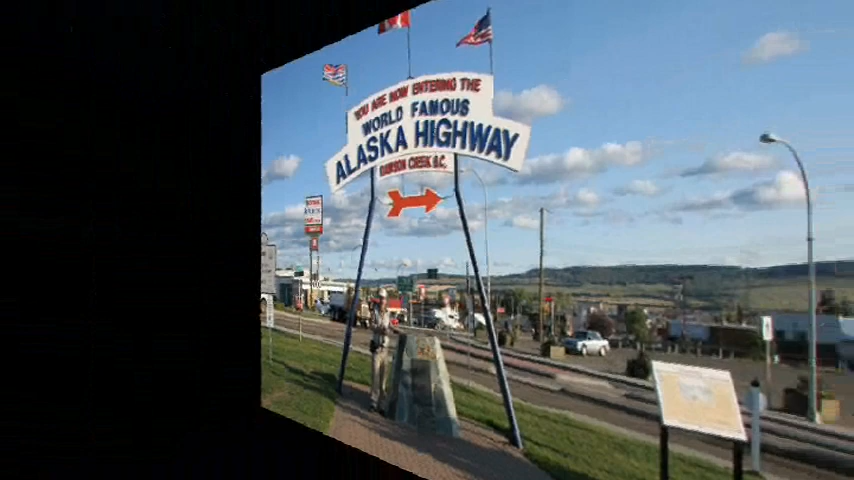 YOU ARE NOW ENTERING THE
WORLD FAMOUS
ALASKA HIGHWAY
DAWSON CREEK B.C.